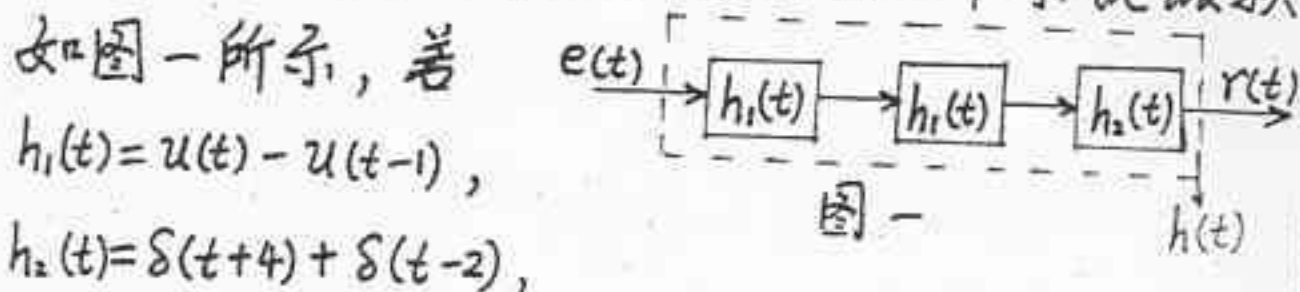 如图一所示，若
h₁(t)=u(t)-u(t-1)，
h₂(t)=δ(t+4)+δ(t-2)，
e(t) h₁(t) h₁(t) h₂(t) r(t)
图一 h(t)